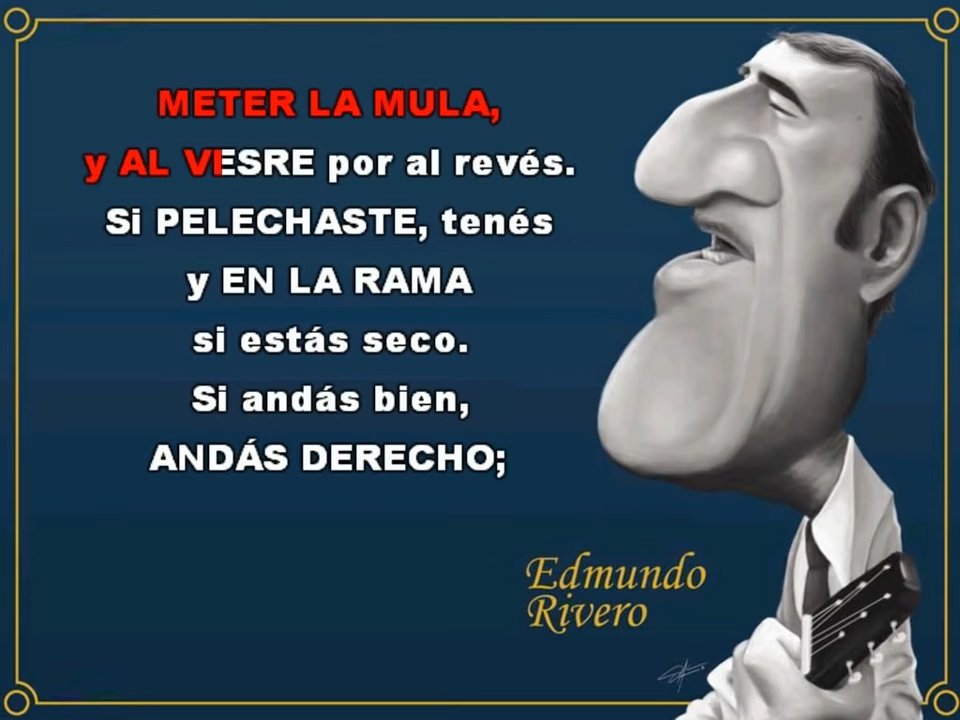 METER LA MULA,
y AL VESRE por al revés.
Si PELECHASTE, tenés
y EN LA RAMA
si estás seco.
Si andás bien,
ANDÁS DERECHO;
Edmundo
Rivero